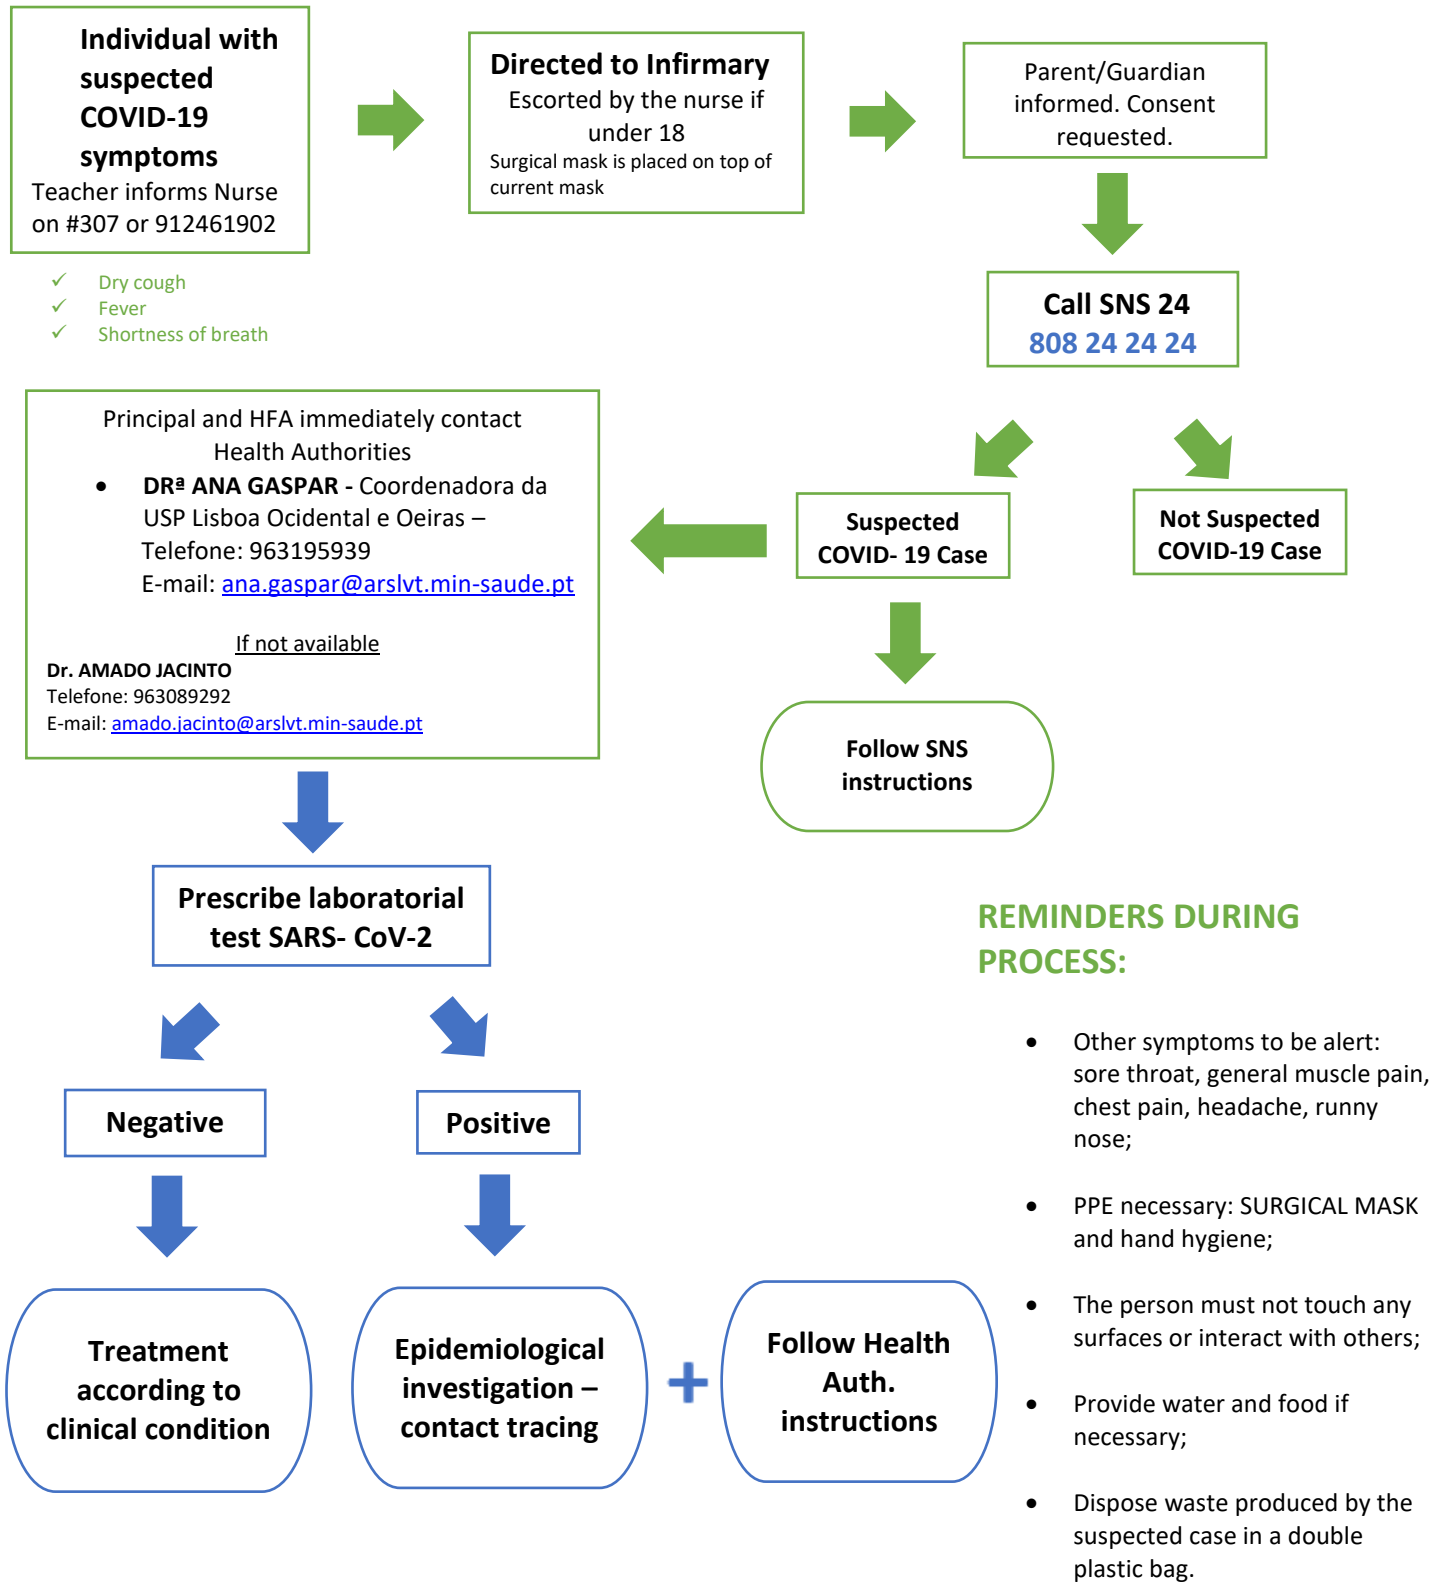 Individual with
suspected
COVID-19
symptoms
Teacher informs Nurse
on #307 or 912461902
✓ Dry cough
✓ Fever
✓ Shortness of breath
Directed to Infirmary
Escorted by the nurse if
under 18
Surgical mask is placed on top of
current mask
Parent/Guardian
informed. Consent
requested.
Call SNS 24
808 24 24 24
Suspected
COVID- 19 Case
Not Suspected
COVID-19 Case
Follow SNS
instructions
Principal and HFA immediately contact
Health Authorities
• DRª ANA GASPAR - Coordenadora da
USP Lisboa Ocidental e Oeiras –
Telefone: 963195939
E-mail: ana.gaspar@arslvt.min-saude.pt
If not available
Dr. AMADO JACINTO
Telefone: 963089292
E-mail: amado.jacinto@arslvt.min-saude.pt
Prescribe laboratorial
test SARS- CoV-2
Negative
Positive
Treatment
according to
clinical condition
Epidemiological
investigation –
contact tracing
+
Follow Health
Auth.
instructions
REMINDERS DURING
PROCESS:
• Other symptoms to be alert:
sore throat, general muscle pain,
chest pain, headache, runny
nose;
• PPE necessary: SURGICAL MASK
and hand hygiene;
• The person must not touch any
surfaces or interact with others;
• Provide water and food if
necessary;
• Dispose waste produced by the
suspected case in a double
plastic bag.